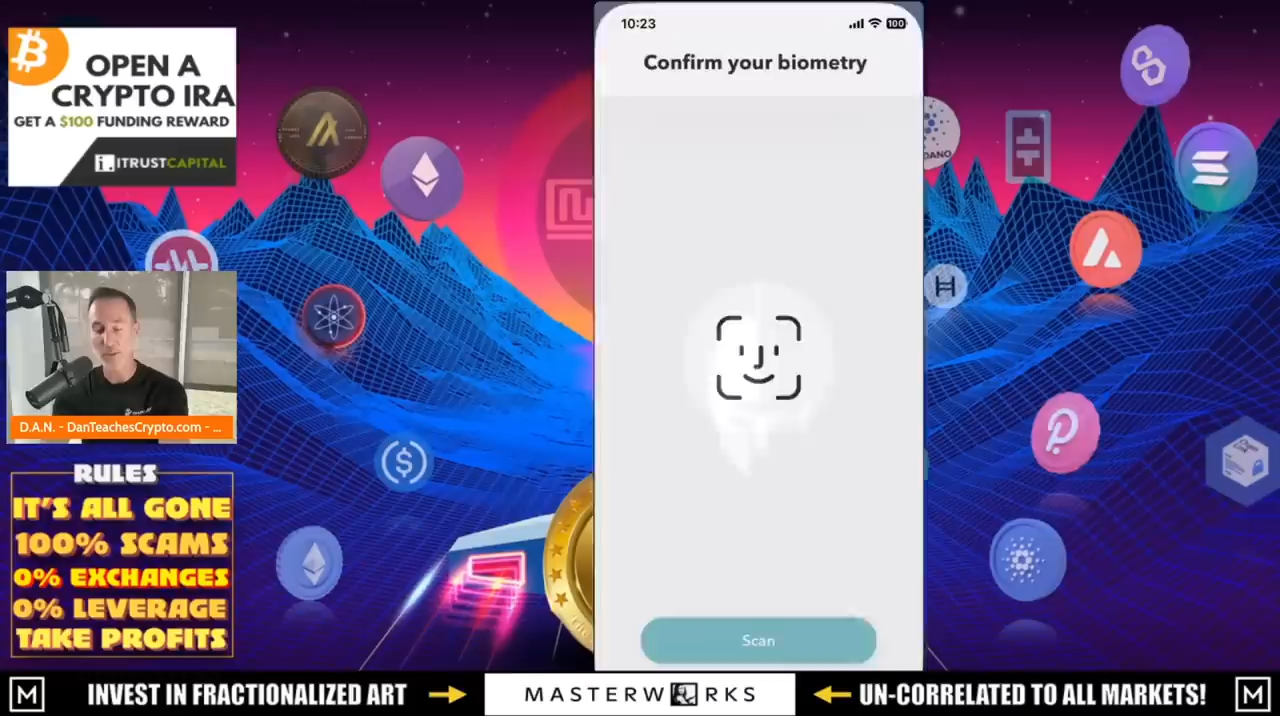 OPEN A
CRYPTO IRA
GET A $100 FUNDING REWARD
ITRUSTCAPITAL
10:23
100
Confirm your biometry
Scan
D.A.N. - DanTeachesCrypto.com - ...
RULES
IT'S ALL GONE
100% SCAMS
0% EXCHANGES
0% LEVERAGE
TAKE PROFITS
M INVEST IN FRACTIONALIZED ART
MASTERWORKS
UN-CORRELATED TO ALL MARKETS! M